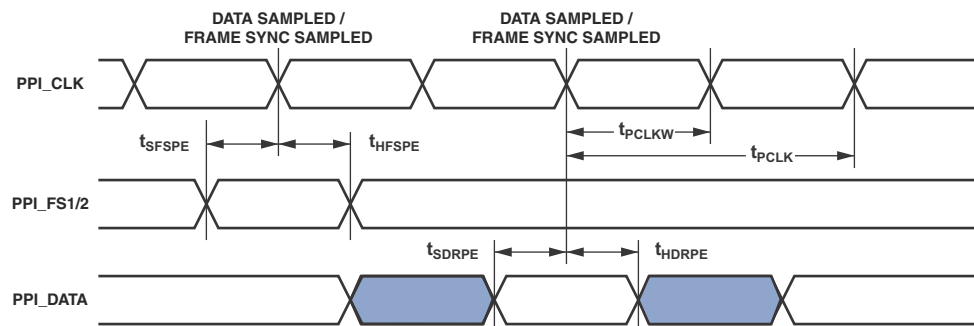 DATA SAMPLED /
FRAME SYNC SAMPLED
DATA SAMPLED /
FRAME SYNC SAMPLED
PPI_CLK
tSFSPE
tHFSPE
tPCLKW
tPCLK
PPI_FS1/2
tSDRPE
tHDRPE
PPI_DATA